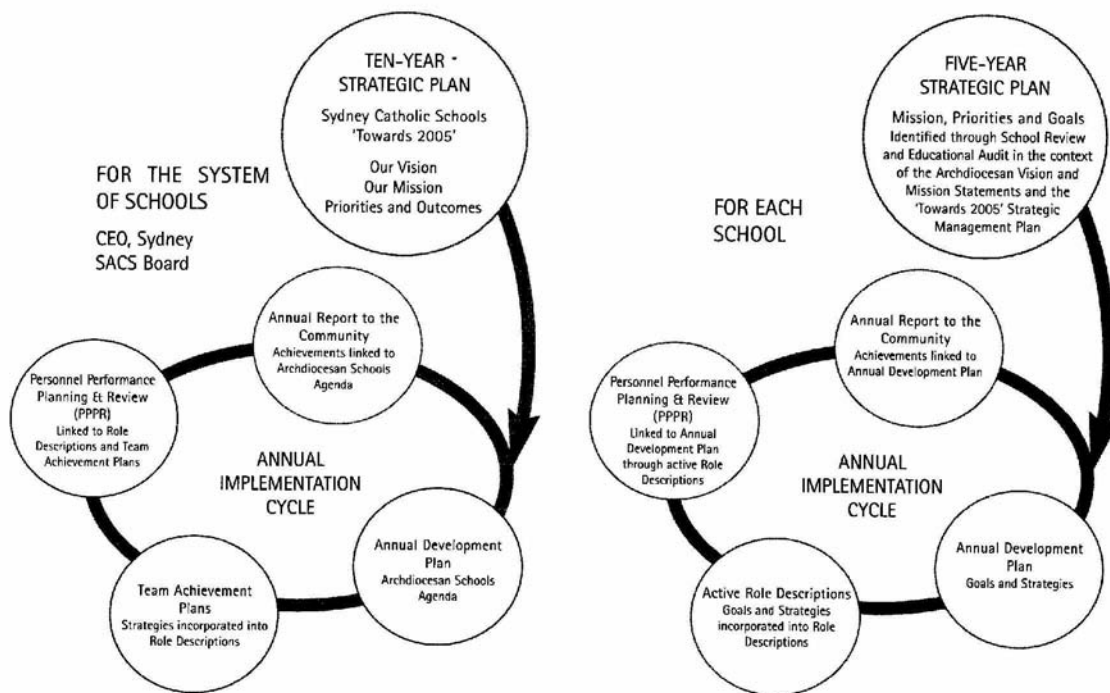 TEN-YEAR -
STRATEGIC PLAN
Sydney Catholic Schools
'Towards 2005'
Our Vision
Our Mission
Priorities and Outcomes
FOR THE SYSTEM
OF SCHOOLS
CEO, Sydney
SACS Board
Annual Report to the
Community
Achievements linked to
Archdiocesan Schools
Agenda
Personnel Performance
Planning & Review
(PPPR)
Linked to Role
Descriptions and Team
Achievement Plans
ANNUAL
IMPLEMENTATION
CYCLE
Annual Development
Plan
Archdiocesan Schools
Agenda
Team Achievement
Plans
Strategies incorporated into
Role Descriptions
FIVE-YEAR
STRATEGIC PLAN
Mission, Priorities and Goals
Identified through School Review
and Educational Audit in the context
of the Archdiocesan Vision and
Mission Statements and the
'Towards 2005' Strategic
Management Plan
FOR EACH
SCHOOL
Annual Report to the
Community
Achievements linked to
Annual Development Plan
Personnel Performance
Planning & Review
(PPPR)
Linked to Annual
Development Plan
through active Role
Descriptions
ANNUAL
IMPLEMENTATION
CYCLE
Annual Development
Plan
Goals and Strategies
Active Role Descriptions
Goals and Strategies
incorporated into Role
Descriptions